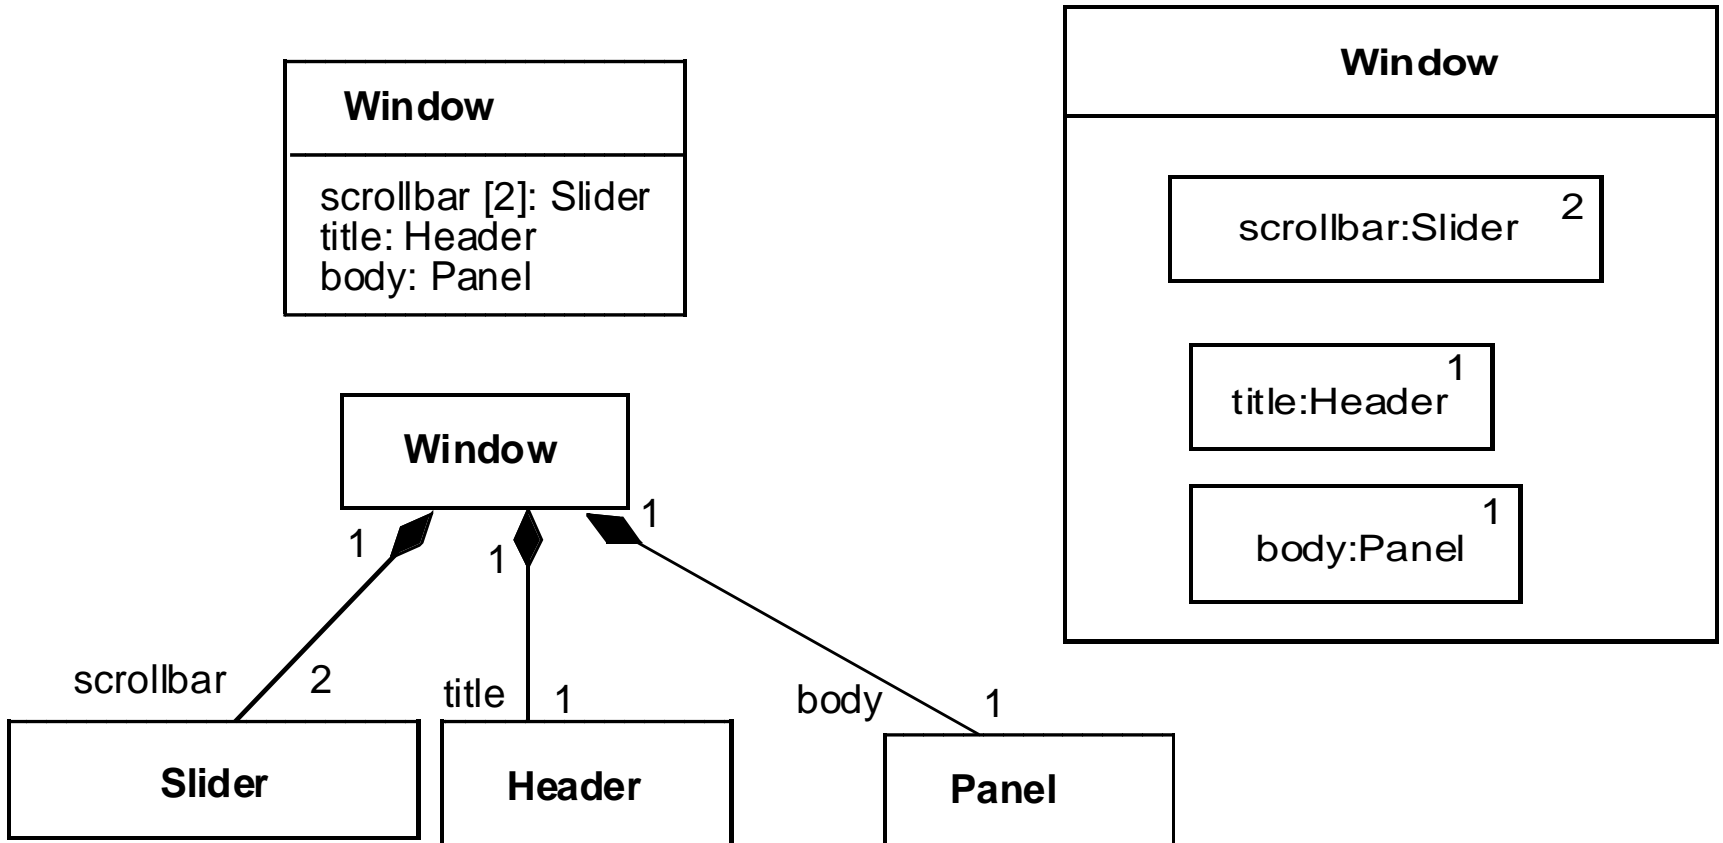 Window
scrollbar [2]: Slider
title: Header
body: Panel
Window
1
1
1
scrollbar
2
title
1
body
1
Slider
Header
Panel
Window
scrollbar:Slider
2
title:Header
1
body:Panel
1